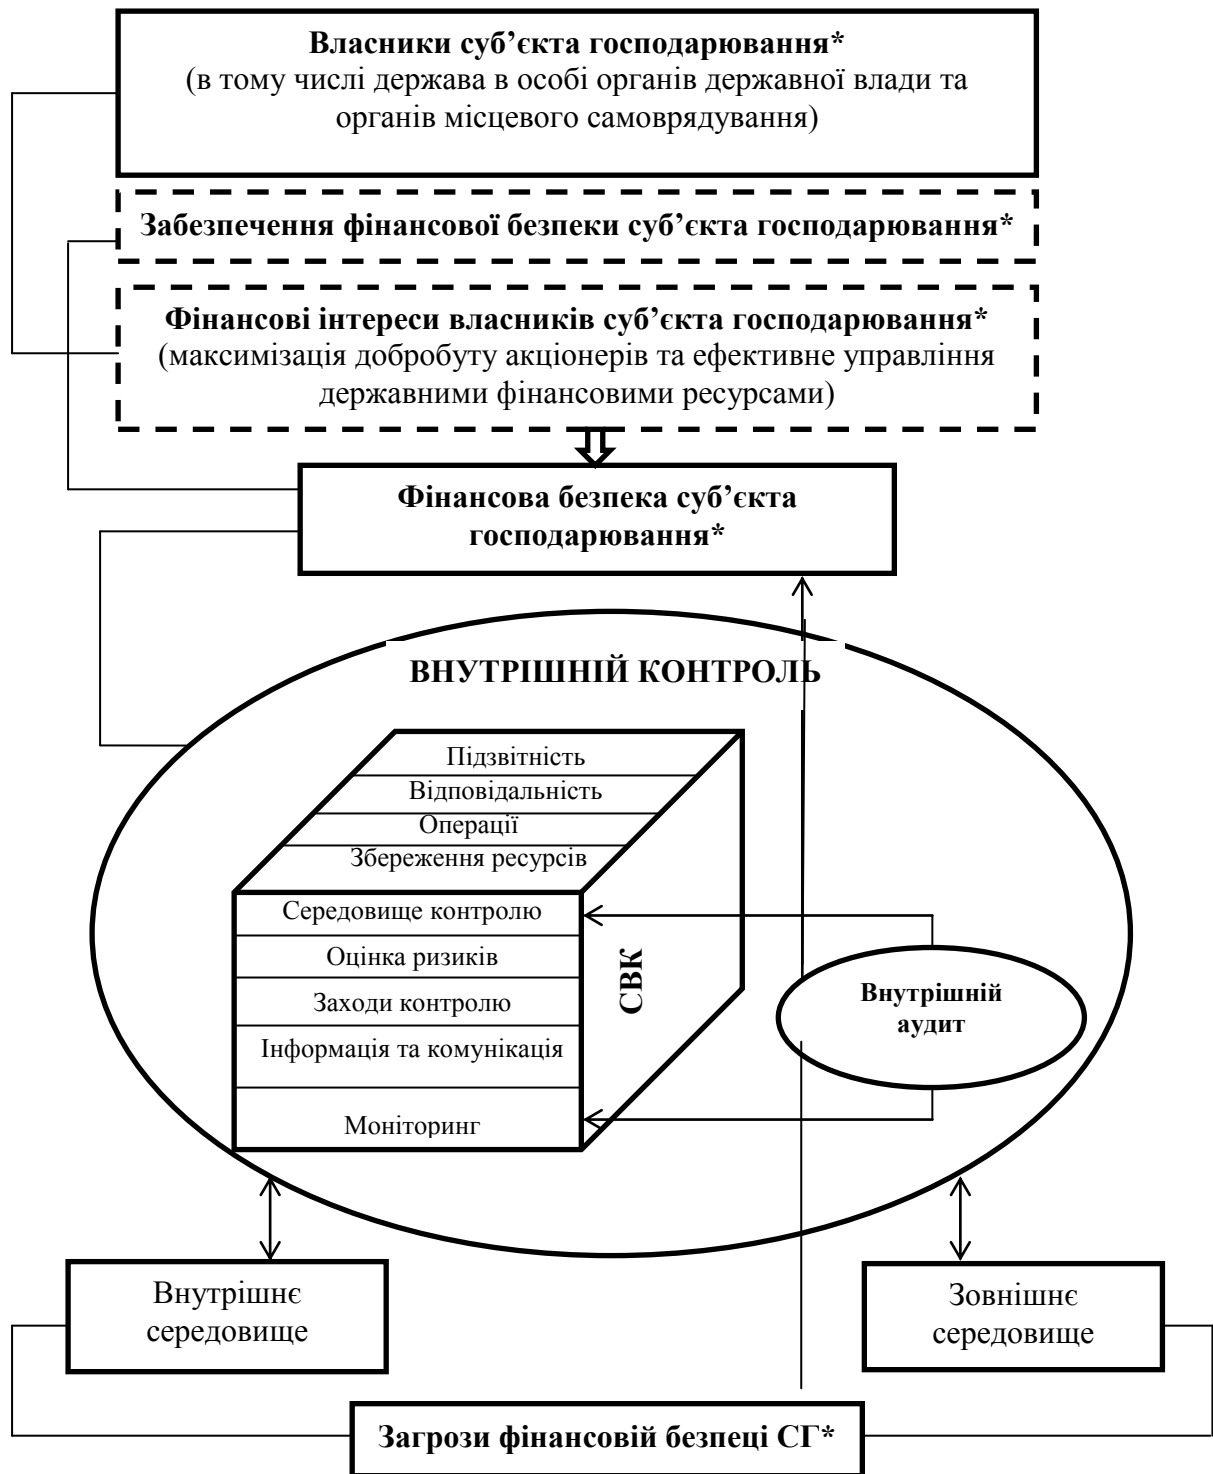 Власники суб’єкта господарювання*
(в тому числі держава в особі органів державної влади та
органів місцевого самоврядування)
Забезпечення фінансової безпеки суб’єкта господарювання*
Фінансові інтереси власників суб’єкта господарювання*
(максимізація добробуту акціонерів та ефективне управління
державними фінансовими ресурсами)
Фінансова безпека суб’єкта
господарювання*
ВНУТРІШНІЙ КОНТРОЛЬ
Підзвітність
Відповідальність
Операції
Збереження ресурсів
Середовище контролю
Оцінка ризиків
Заходи контролю
Інформація та комунікація
Моніторинг
СВК
Внутрішній
аудит
Внутрішнє
середовище
Зовнішнє
середовище
Загрози фінансовій безпеці СГ*